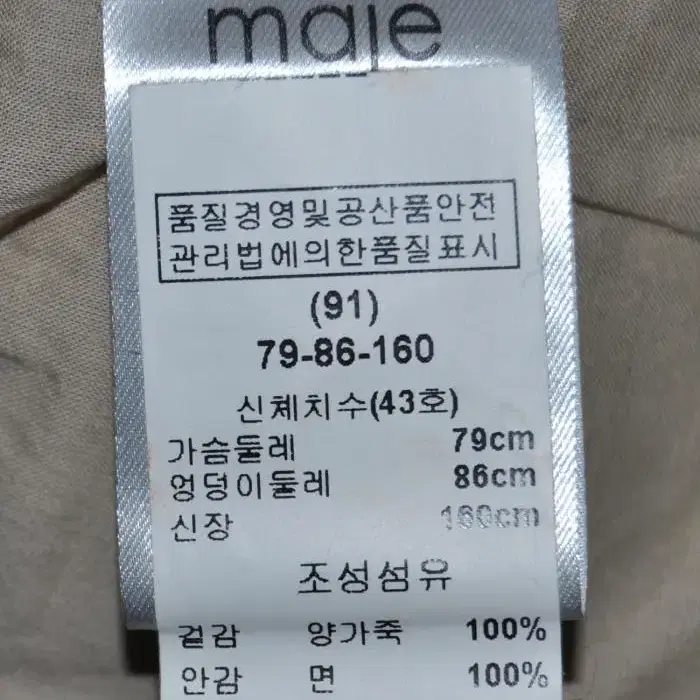 maje
품질경영및공산품안전
관리법에의한품질표시
(91)
79-86-160
신체치수(43호)
가슴둘레 79cm
엉덩이둘레 86cm
신장 160cm
조성섬유
겉감 양가죽 100%
안감 면 100%